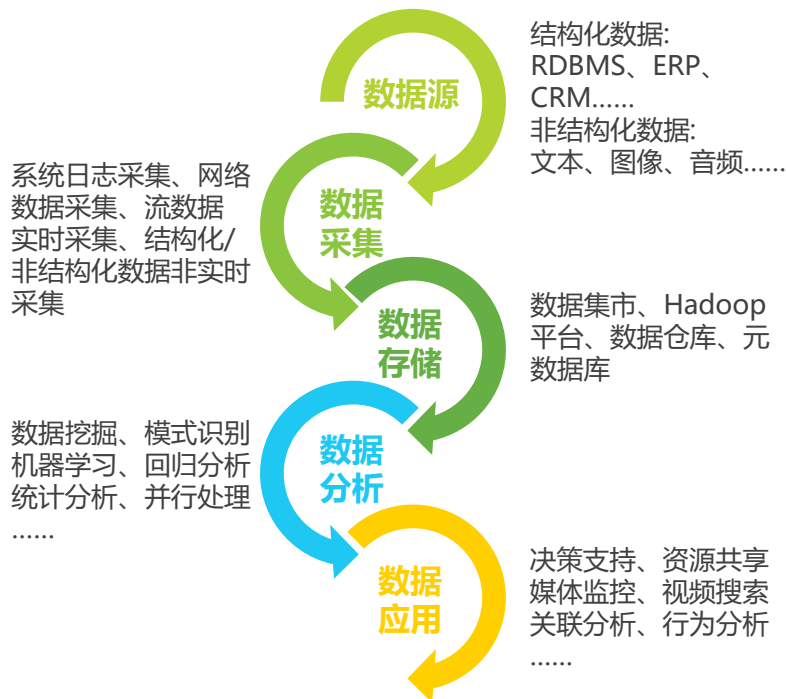 数据源
结构化数据:
RDBMS、ERP、
CRM……
非结构化数据:
文本、图像、音频……
系统日志采集、网络
数据采集、流数据
实时采集、结构化/
非结构化数据非实时
采集
数据
采集
数据
存储
数据集市、Hadoop
平台、数据仓库、元
数据库
数据挖掘、模式识别
机器学习、回归分析
统计分析、并行处理
……
数据
分析
数据
应用
决策支持、资源共享
媒体监控、视频搜索
关联分析、行为分析
……